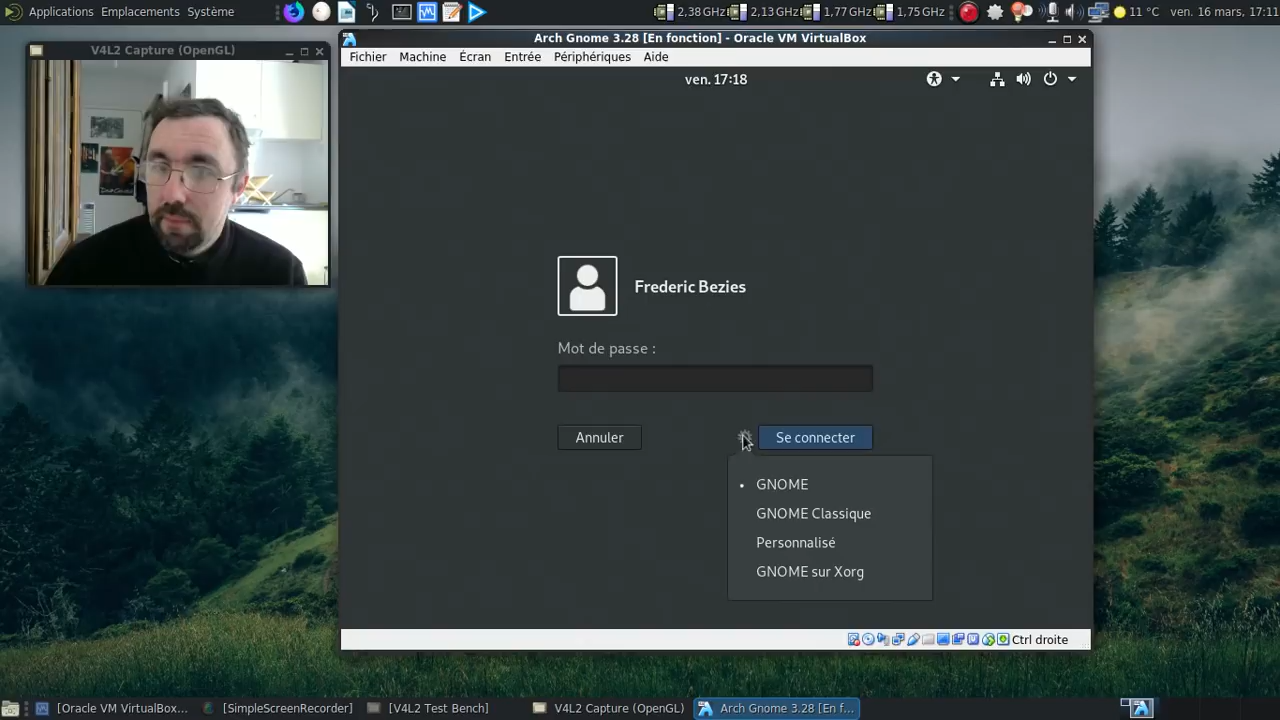 Applications Emplacements Système
2,38 GHz 2,13 GHz 1,77 GHz 1,75 GHz 11 °C ven. 16 mars, 17:11
V4L2 Capture (OpenGL)
Arch Gnome 3.28 [En fonction] - Oracle VM VirtualBox
Fichier Machine Écran Entrée Périphériques Aide
ven. 17:18
Frederic Bezies
Mot de passe :
Annuler
Se connecter
• GNOME
GNOME Classique
Personnalisé
GNOME sur Xorg
Ctrl droite
[Oracle VM VirtualBox... [SimpleScreenRecorder] [V4L2 Test Bench] V4L2 Capture (OpenGL) Arch Gnome 3.28 [En f...